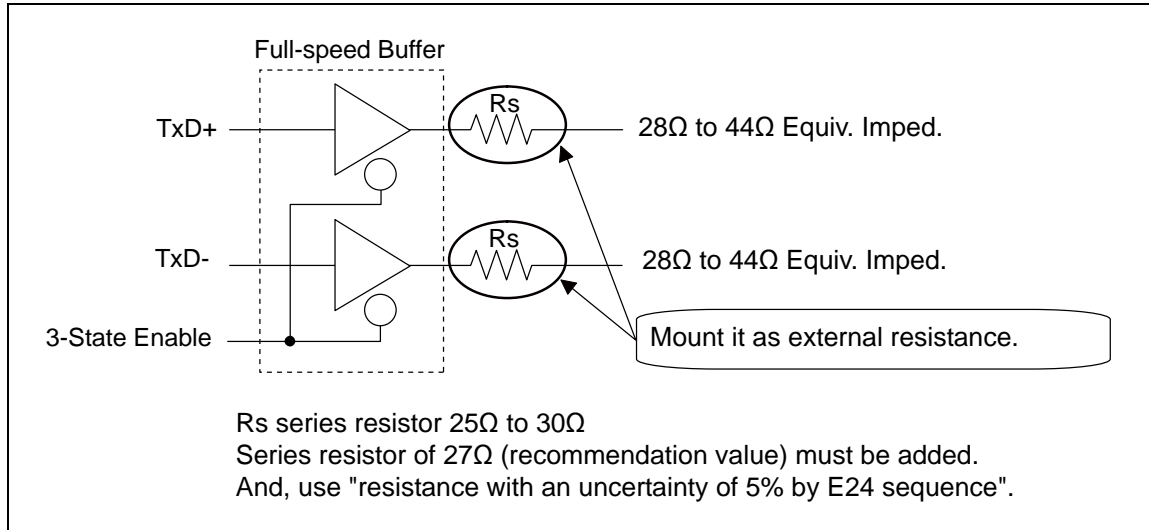 Full-speed Buffer
Rs
TxD+
28Ω to 44Ω Equiv. Imped.
Rs
TxD-
28Ω to 44Ω Equiv. Imped.
3-State Enable
Mount it as external resistance.
Rs series resistor 25Ω to 30Ω
Series resistor of 27Ω (recommendation value) must be added.
And, use "resistance with an uncertainty of 5% by E24 sequence".